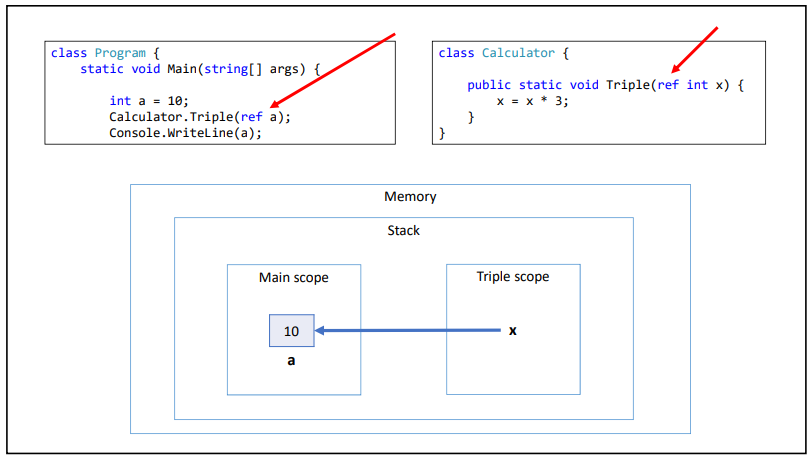 class Program {
static void Main(string[] args) {
int a = 10;
Calculator.Triple(ref a);
Console.WriteLine(a);
class Calculator {
public static void Triple(ref int x) {
x = x * 3;
}
}
Memory
Stack
Main scope
Triple scope
10
x
a